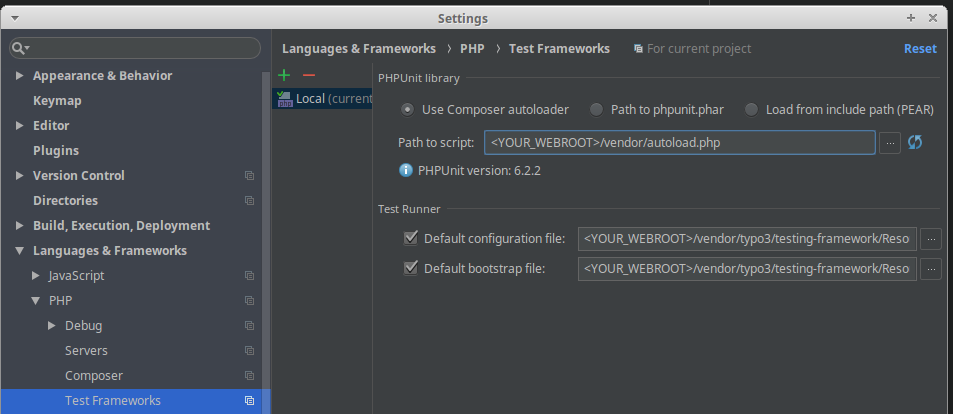 Settings
Languages & Frameworks › PHP › Test Frameworks For current project Reset
Appearance & Behavior
Keymap
Editor
Plugins
Version Control
Directories
Build, Execution, Deployment
Languages & Frameworks
JavaScript
PHP
Debug
Servers
Composer
Test Frameworks
Local (current
PHPUnit library
Use Composer autoloader Path to phpunit.phar Load from include path (PEAR)
Path to script: <YOUR_WEBROOT>/vendor/autoload.php ...
PHPUnit version: 6.2.2
Test Runner
Default configuration file: <YOUR_WEBROOT>/vendor/typo3/testing-framework/Reso ...
Default bootstrap file: <YOUR_WEBROOT>/vendor/typo3/testing-framework/Reso ...